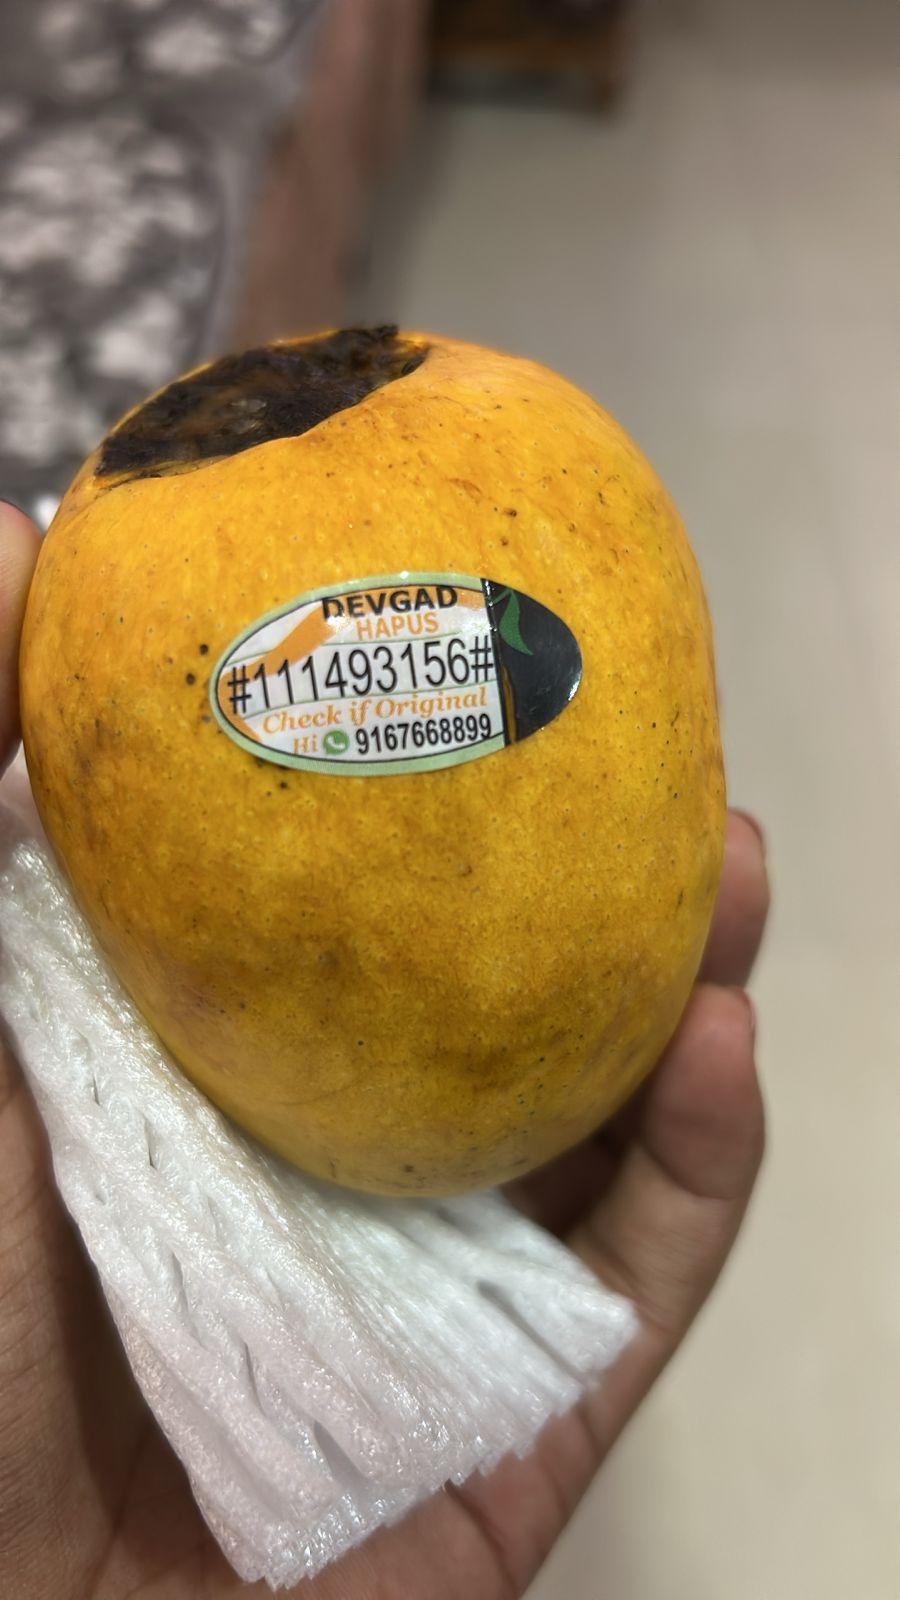 DEVGAD
HAPUS
#111493156#
Check if Original
Hi 9167668899